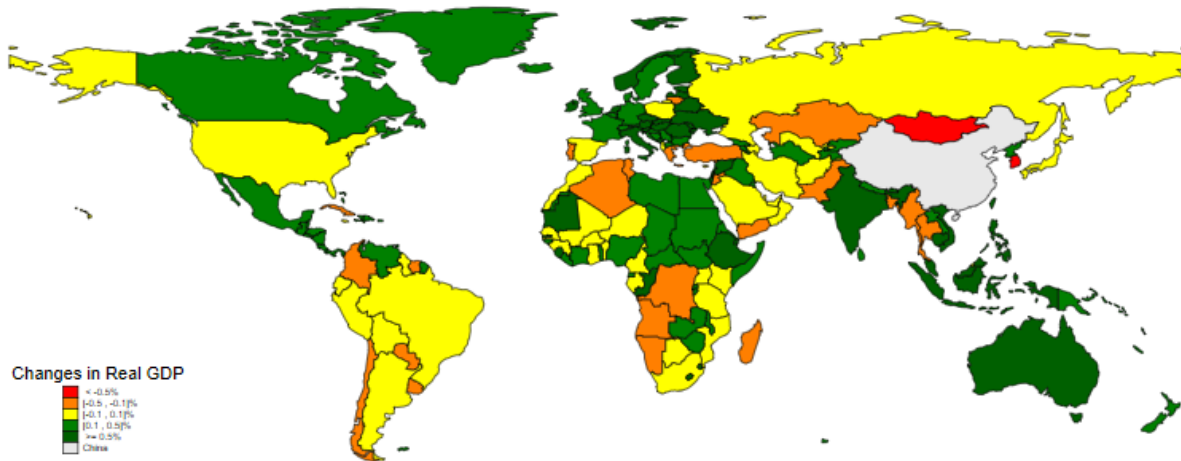 Changes in Real GDP
< -0.5%
[-0.5 , -0.1]%
[-0.1 , 0.1]%
[0.1 , 0.5]%
>= 0.5%
China